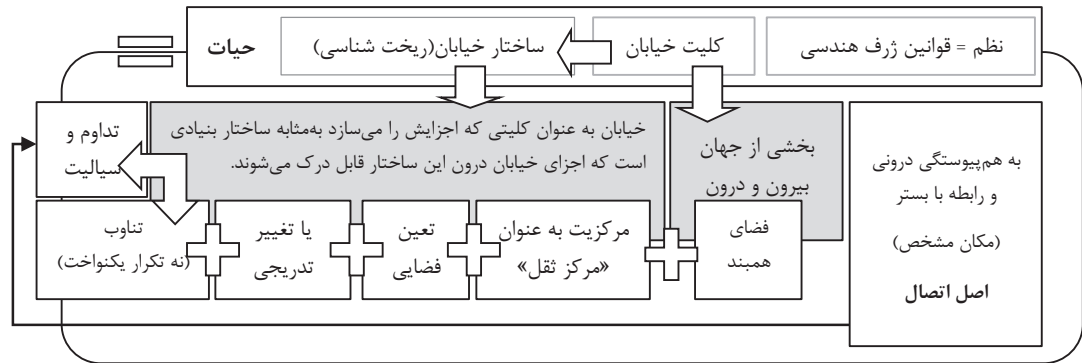 نظم = قوانین ژرف هندسی
کلیت خیابان
ساختار خیابان(ریخت شناسی)
حیات
به هم‌پیوستگی درونی
و رابطه با بستر
(مکان مشخص)
اصل اتصال
بخشی از جهان
بیرون و درون
خیابان به عنوان کلیتی که اجزایش را می‌سازد به‌مثابه ساختار بنیادی
است که اجزای خیابان درون این ساختار قابل درک می‌شوند.
تداوم و
سیالیت
فضای
همبند
مرکزیت به عنوان
«مرکز ثقل»
تعین
فضایی
یا تغییر
تدریجی
تناوب
(نه تکرار یکنواخت)